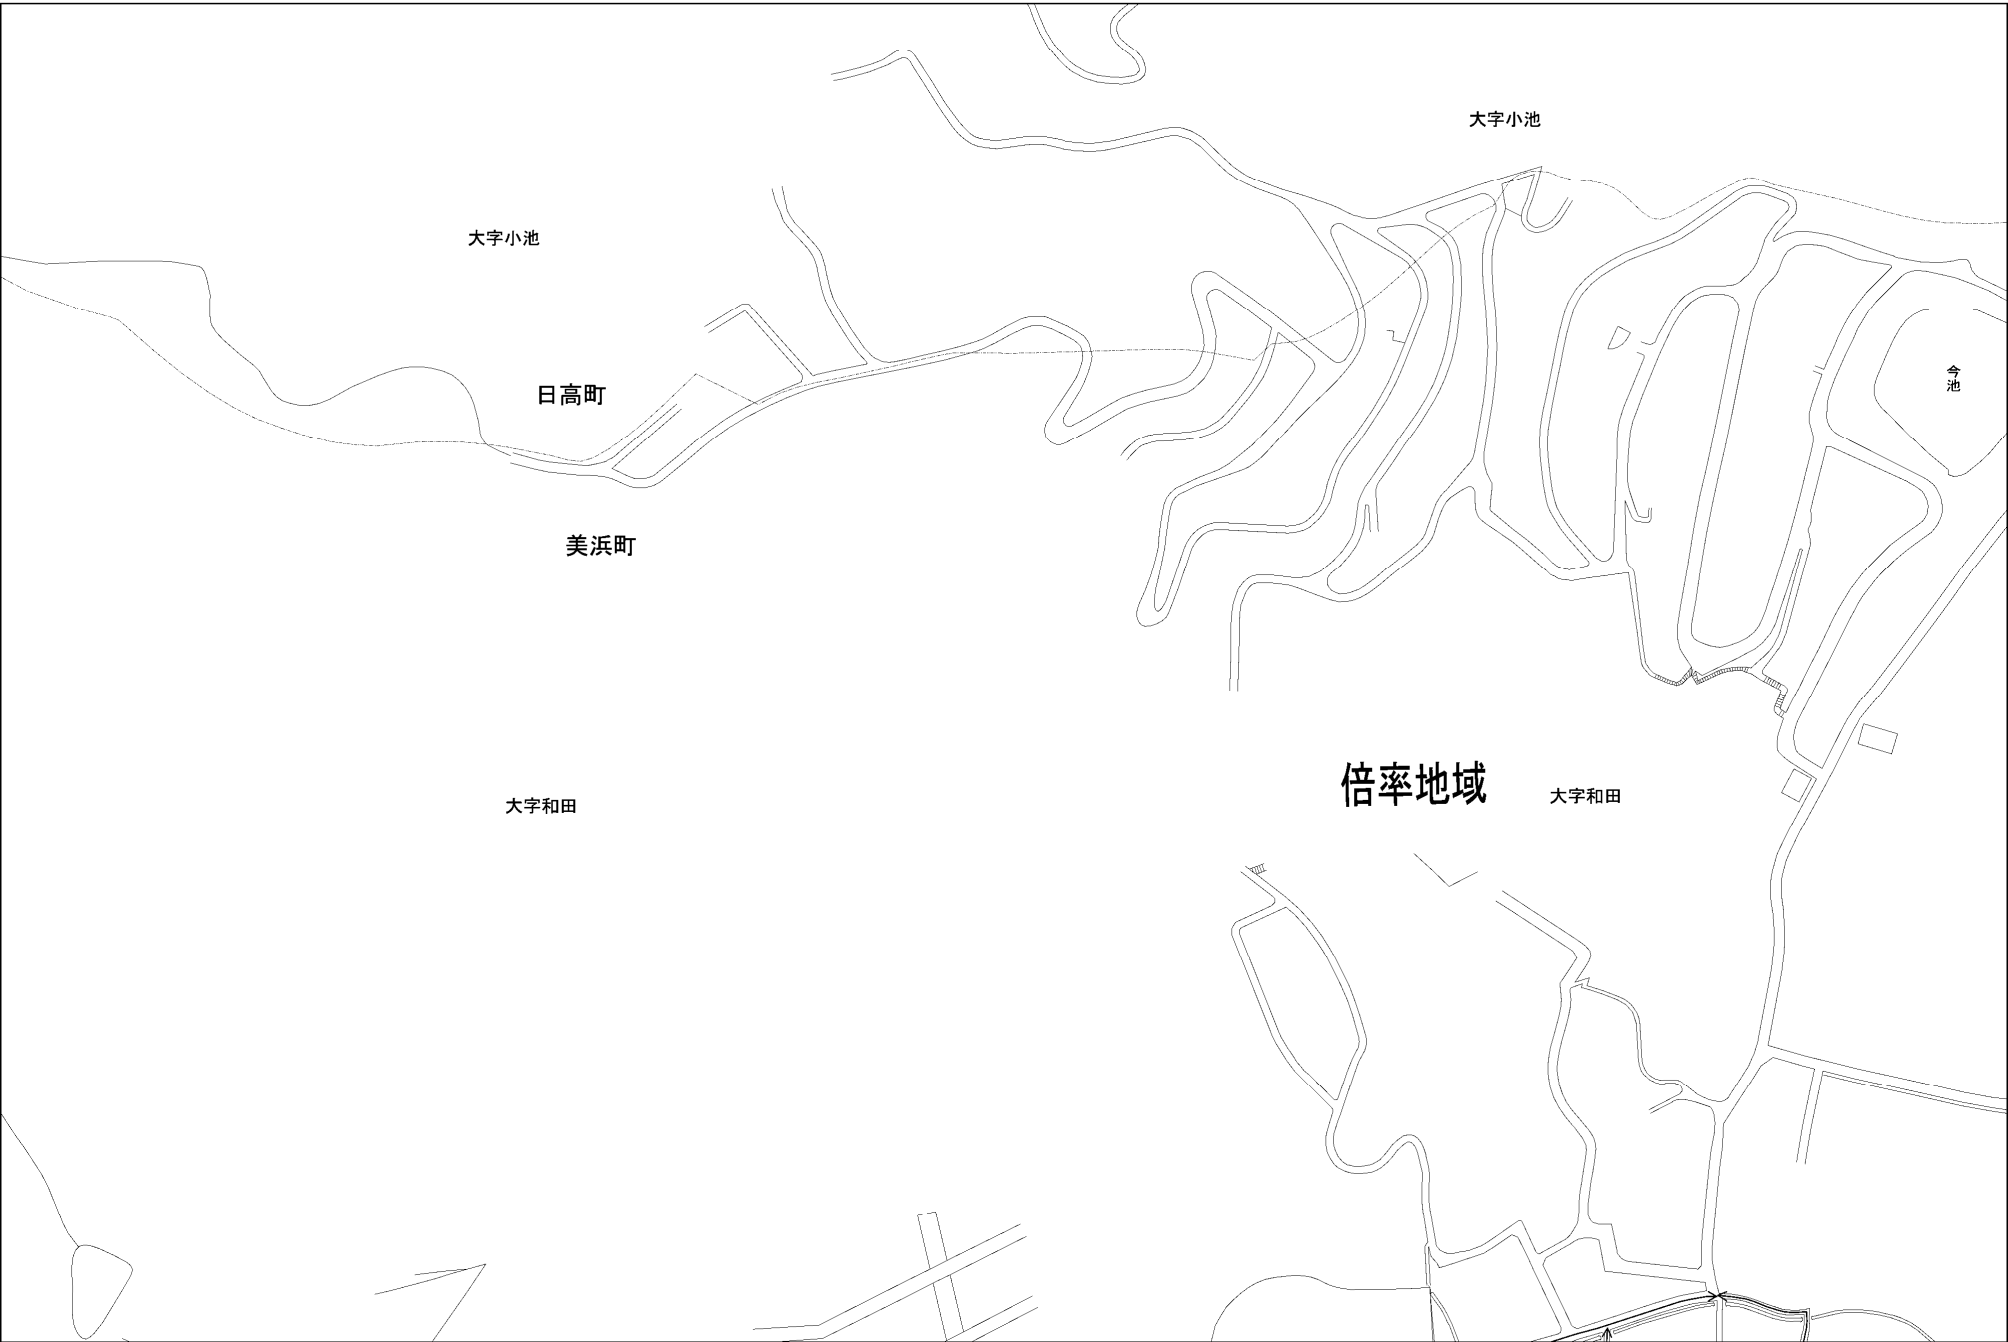 大字小池
大字小池
今池
日高町
美浜町
倍率地域
大字和田
大字和田